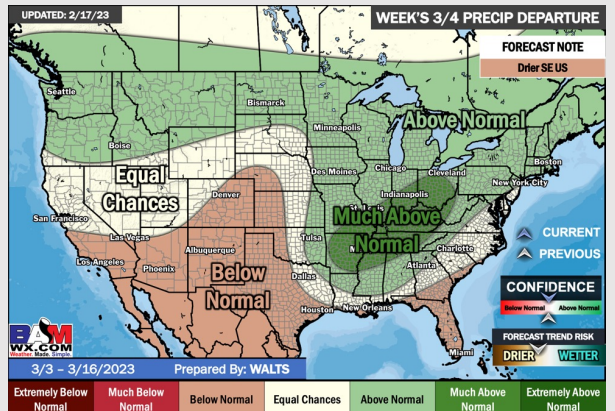 UPDATED: 2/17/23
WEEK'S 3/4 PRECIP DEPARTURE
FORECAST NOTE
Drier SE US
Seattle
Bismarck
Minneapolis
Above Normal
Boise
Equal
Chances
Des Moines
Chicago
Cleveland
Boston
New York City
Denver
Indianapolis
St. Louis
Much Above
Normal
San Francisco
Las Vegas
Los Angeles
Phoenix
Albuquerque
Below
Normal
Tulsa
Dallas
Charlotte
Atlanta
Houston
New Orleans
Miami
CURRENT
PREVIOUS
CONFIDENCE
Below Normal
Above Normal
FORECAST TREND RISK
DRIER
WETTER
BAM
WX.COM
Weather. Made. Simple.
3/3 – 3/16/2023
Prepared By: WALTS
Extremely Below
Normal
Much Below
Normal
Below Normal
Equal Chances
Above Normal
Much Above
Normal
Extremely Above
Normal